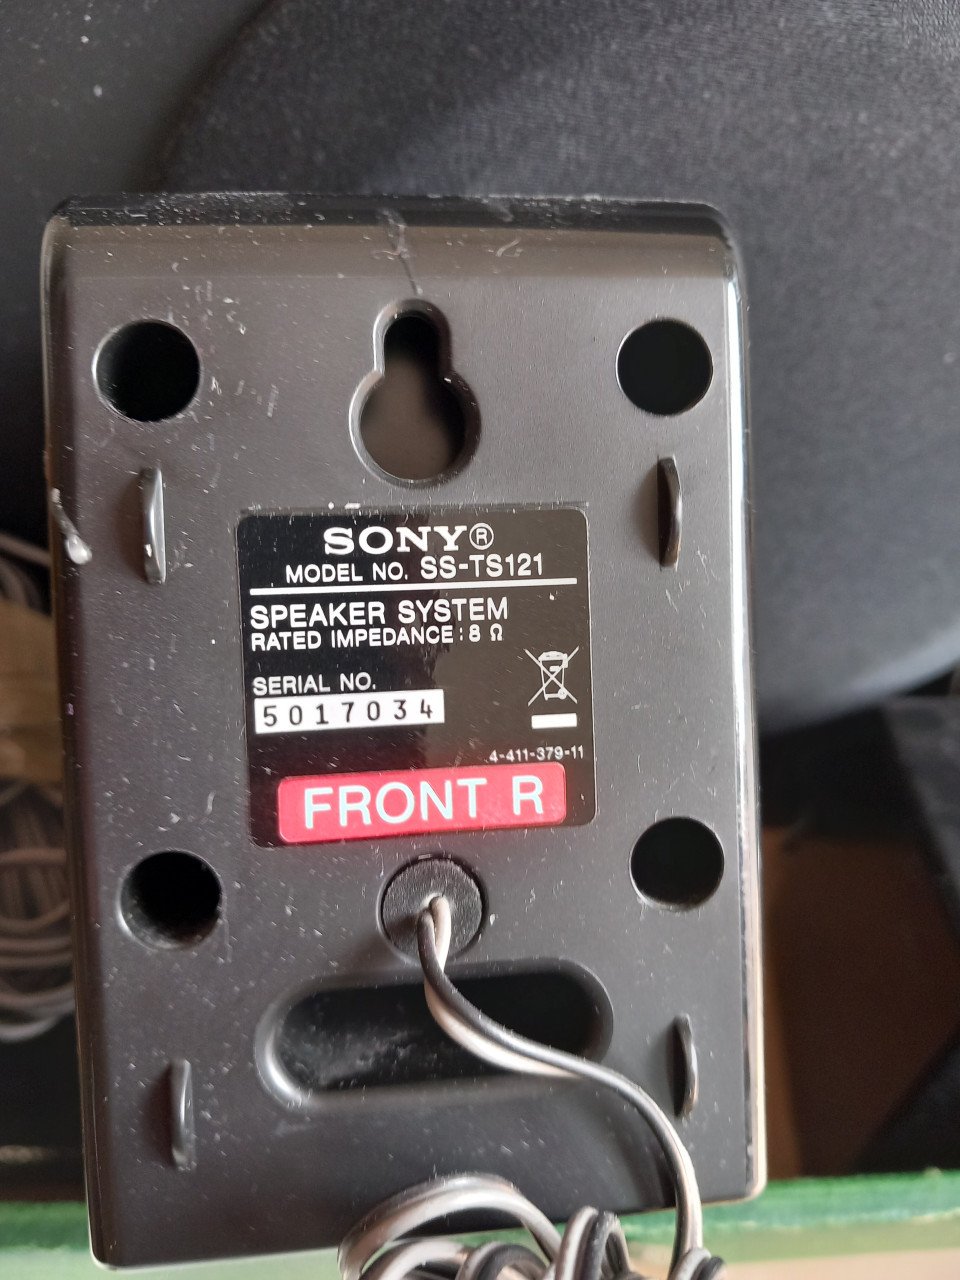 SONY®
MODEL NO. SS-TS121
SPEAKER SYSTEM
RATED IMPEDANCE : 8 Ω
SERIAL NO.
5017034
4-411-379-11
FRONT R